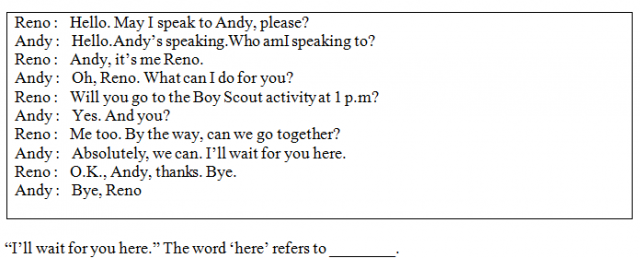 Reno : Hello. May I speak to Andy, please?
Andy : Hello.Andy’s speaking.Who amI speaking to?
Reno : Andy, it’s me Reno.
Andy : Oh, Reno. What can I do for you?
Reno : Will you go to the Boy Scout activity at 1 p.m?
Andy : Yes. And you?
Reno : Me too. By the way, can we go together?
Andy : Absolutely, we can. I’ll wait for you here.
Reno : O.K., Andy, thanks. Bye.
Andy : Bye, Reno
“I’ll wait for you here.” The word ‘here’ refers to ________.